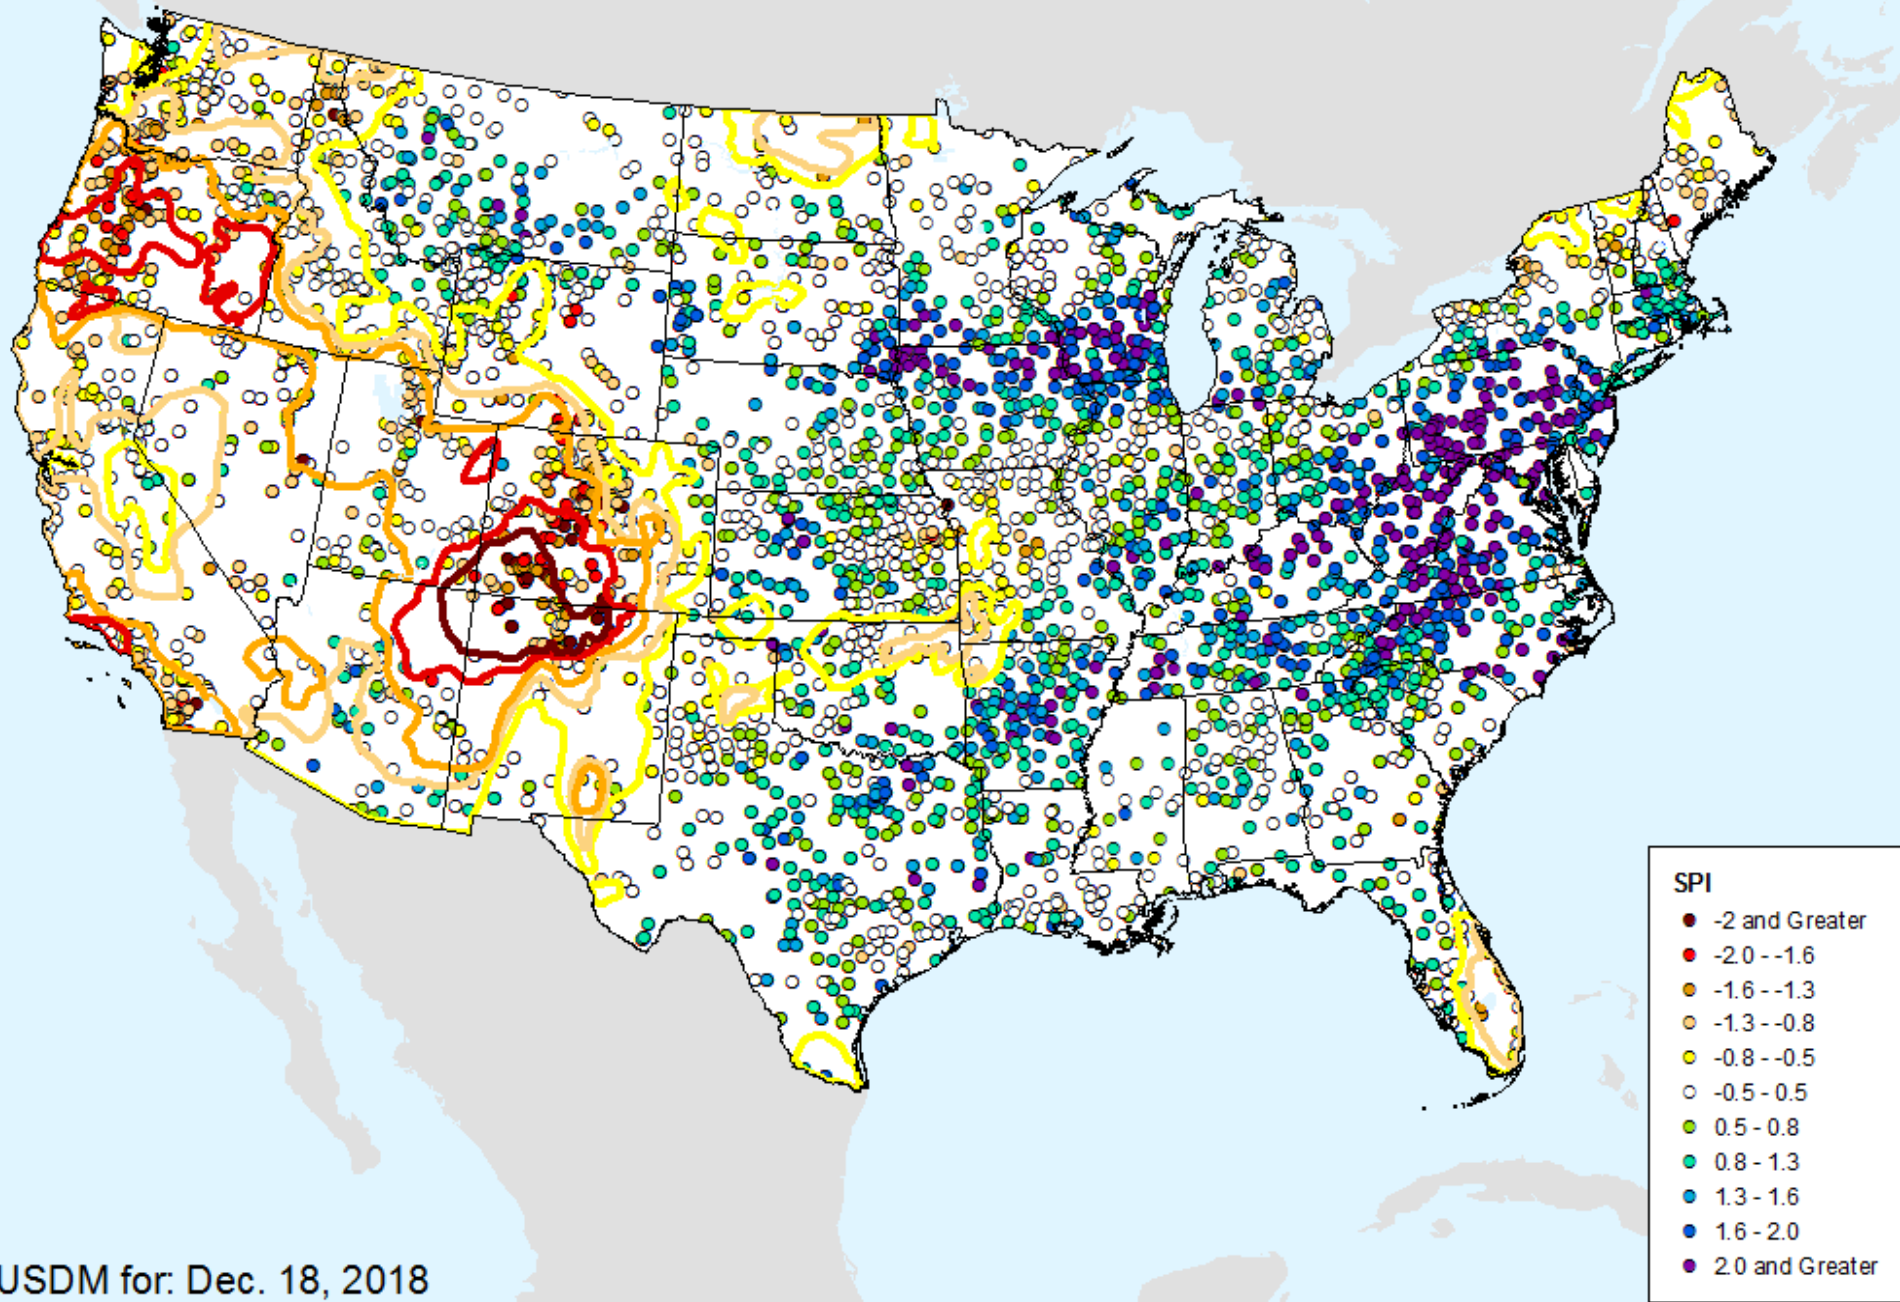 SPI
-2 and Greater
-2.0 - -1.6
-1.6 - -1.3
-1.3 - -0.8
-0.8 - -0.5
-0.5 - 0.5
0.5 - 0.8
0.8 - 1.3
1.3 - 1.6
1.6 - 2.0
2.0 and Greater
USDM for: Dec. 18, 2018